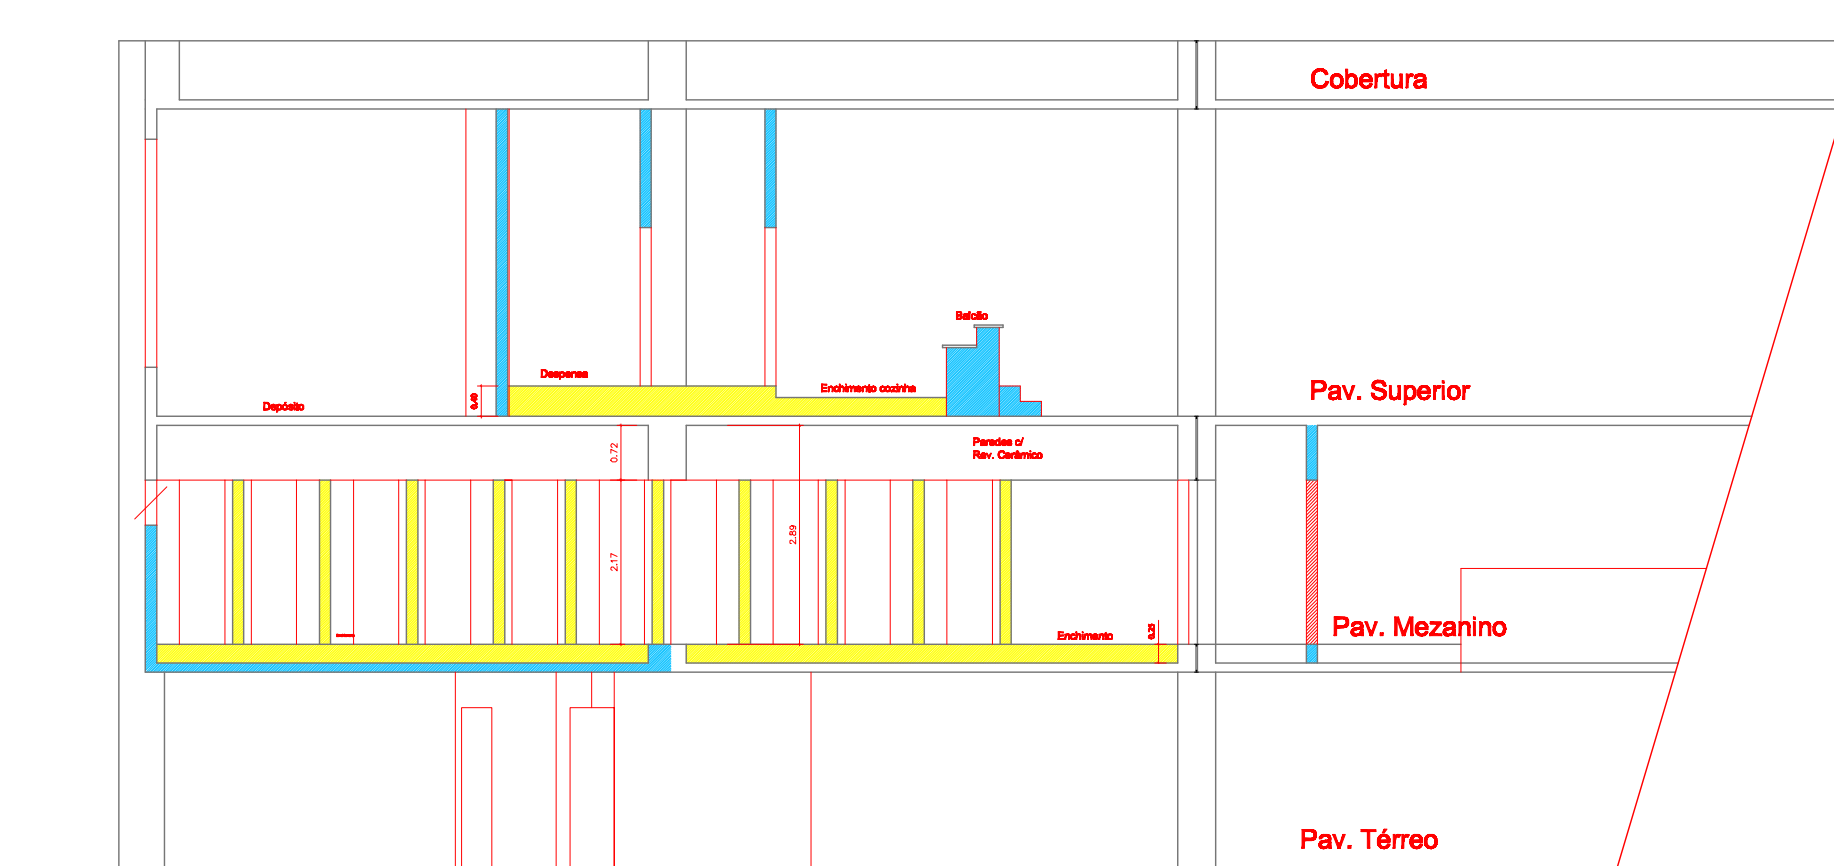 Cobertura
Balcão
Despensa
Enchimento cozinha
Pav. Superior
0.40
Depósito
0.72
Paredes c/
Rev. Cerâmico
2.89
2.17
Pav. Mezanino
0.25
Enchimento
Pav. Térreo